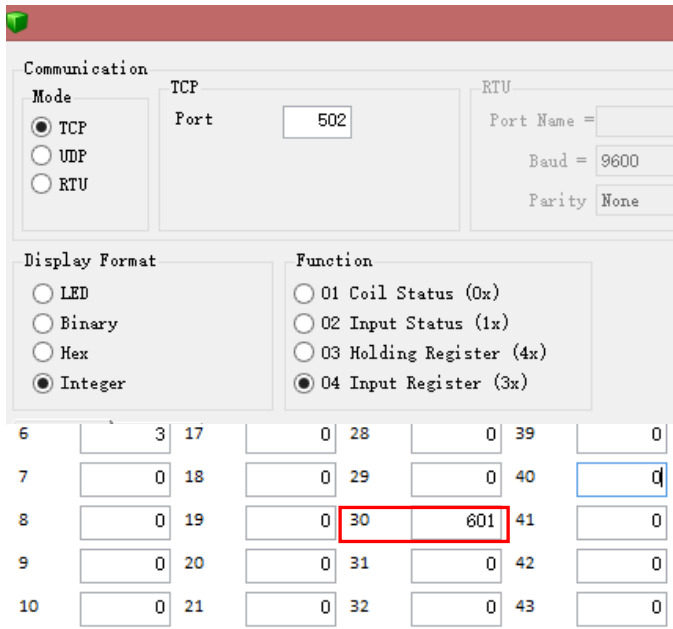 Communication
Mode
TCP
UDP
RTU
TCP
Port 502
RTU
Port Name =
Baud = 9600
Parity None
Display Format
LED
Binary
Hex
Integer
Function
01 Coil Status (0x)
02 Input Status (1x)
03 Holding Register (4x)
04 Input Register (3x)
6 3 17 0 28 0 39 0
7 0 18 0 29 0 40 0
8 0 19 0 30 601 41 0
9 0 20 0 31 0 42 0
10 0 21 0 32 0 43 0